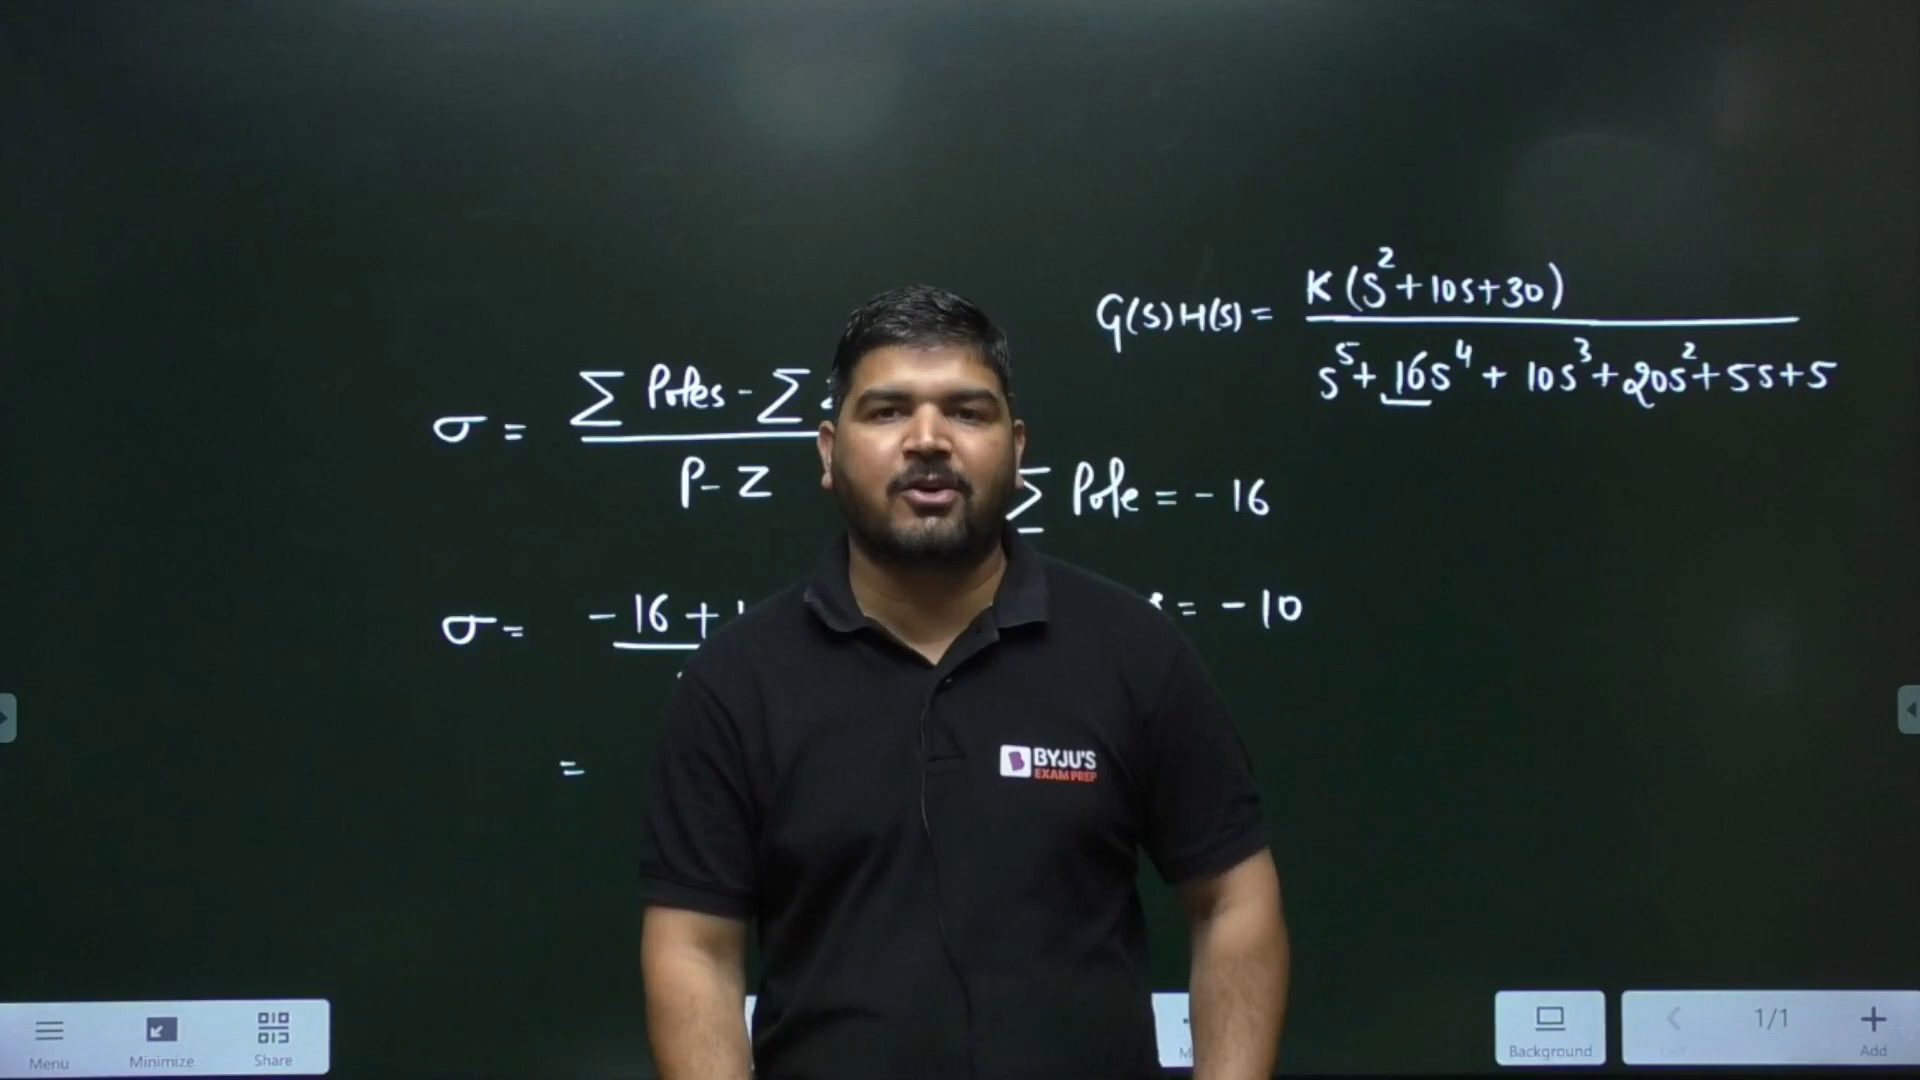 G(s)H(s) = K(s²+10s+30)
s⁵+16s⁴+10s³+20s²+5s+5
σ = Σ Poles - Σ
P-Z
Σ Pole = -16
σ = -16+
= -10
=
BYJU'S
EXAM PREP
Menu
Minimize
Share
Background
1/1
Add